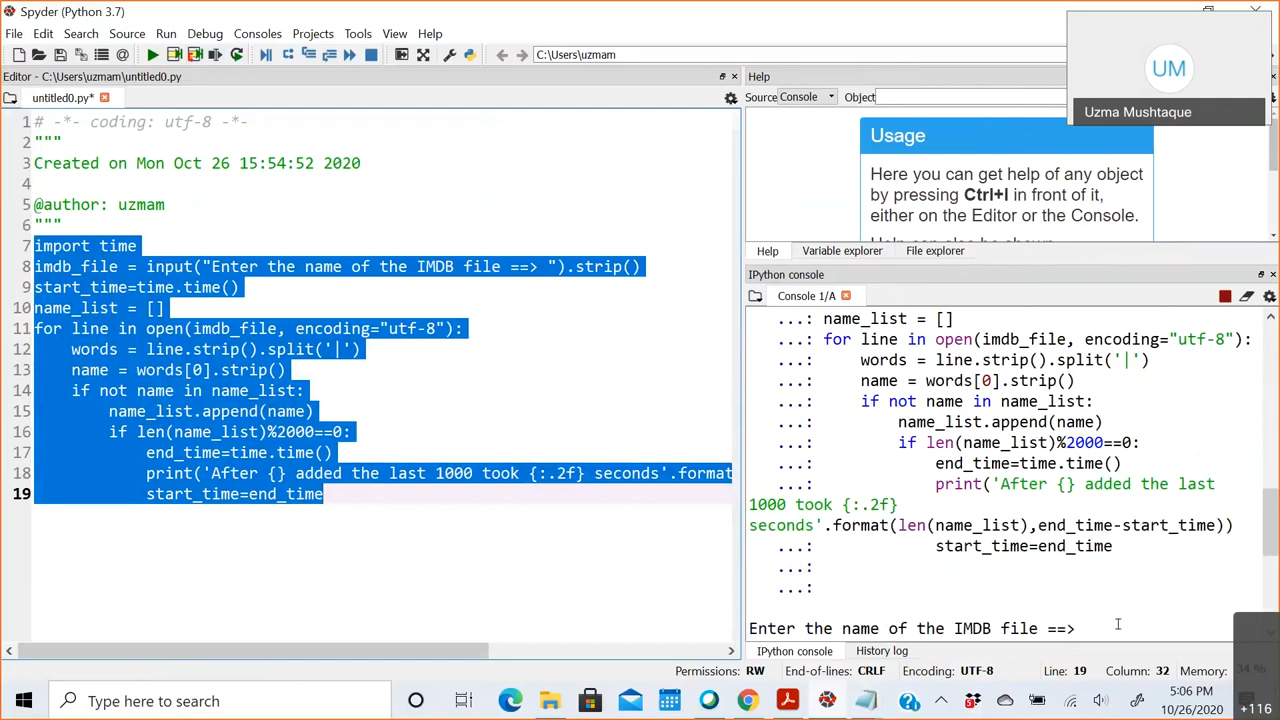 Spyder (Python 3.7)
File Edit Search Source Run Debug Consoles Projects Tools View Help
C:\Users\uzmam
Editor - C:\Users\uzmam\untitled0.py
untitled0.py*
1 # -*- coding: utf-8 -*-
2 """
3 Created on Mon Oct 26 15:54:52 2020
4
5 @author: uzmam
6 """
7 import time
8 imdb_file = input("Enter the name of the IMDB file ==> ").strip()
9 start_time=time.time()
10 name_list = []
11 for line in open(imdb_file, encoding="utf-8"):
12 words = line.strip().split('|')
13 name = words[0].strip()
14 if not name in name_list:
15 name_list.append(name)
16 if len(name_list)%2000==0:
17 end_time=time.time()
18 print('After {} added the last 1000 took {:.2f} seconds'.format
19 start_time=end_time
Help
Source Console Object
Usage
Here you can get help of any object
by pressing Ctrl+I in front of it,
either on the Editor or the Console.
Help can also be shown
UM
Uzma Mushtaque
Help Variable explorer File explorer
IPython console
Console 1/A
...: name_list = []
...: for line in open(imdb_file, encoding="utf-8"):
...: words = line.strip().split('|')
...: name = words[0].strip()
...: if not name in name_list:
...: name_list.append(name)
...: if len(name_list)%2000==0:
...: end_time=time.time()
...: print('After {} added the last
1000 took {:.2f}
seconds'.format(len(name_list),end_time-start_time))
...: start_time=end_time
...:
...:
Enter the name of the IMDB file ==>
IPython console History log
Permissions: RW End-of-lines: CRLF Encoding: UTF-8 Line: 19 Column: 32 Memory: 34 %
Type here to search
5:06 PM
10/26/2020
+116